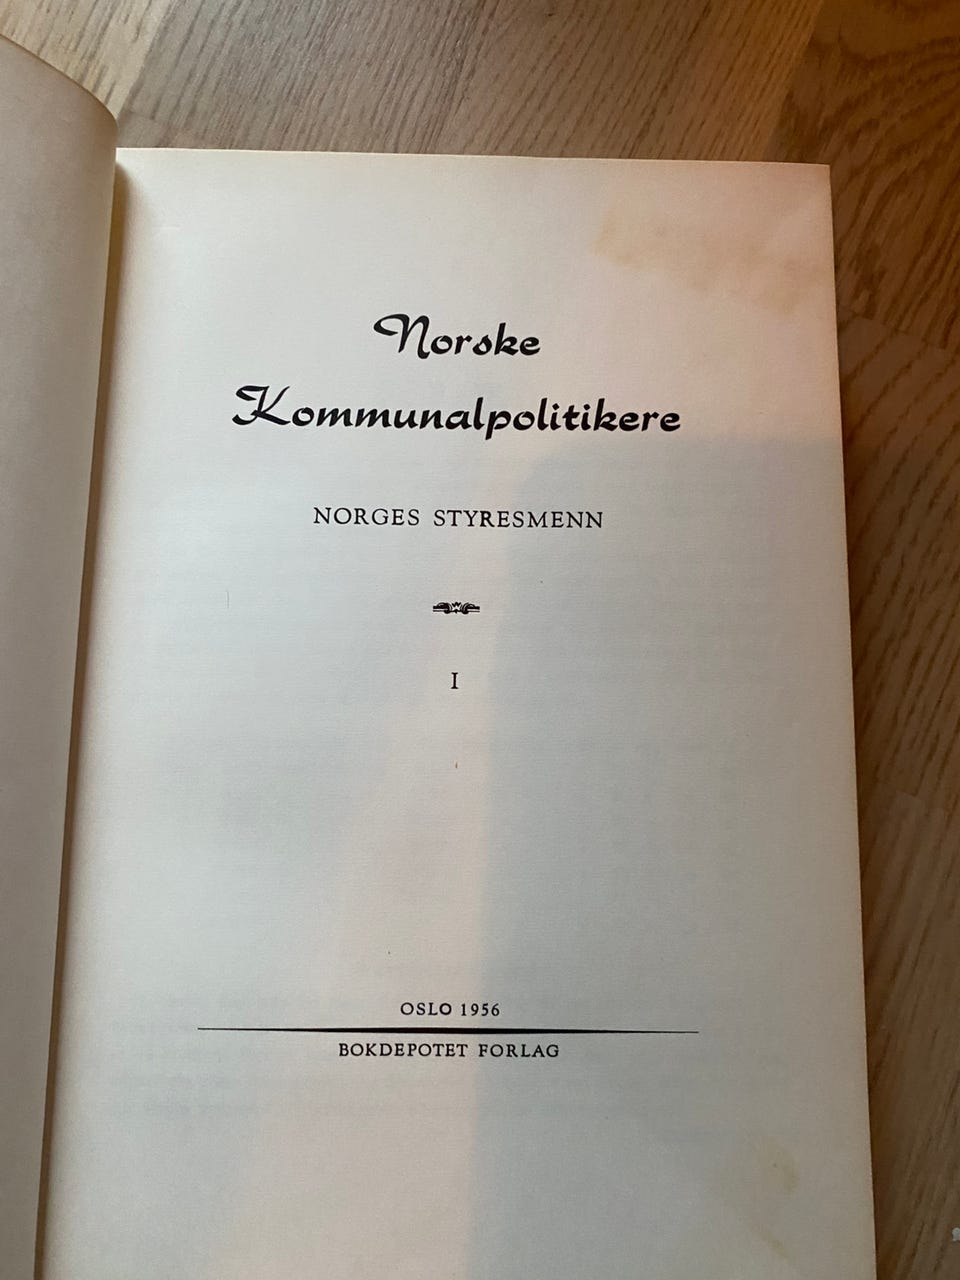 Norske
Kommunalpolitikere
NORGES STYRESMENN
I
OSLO 1956
BOKDEPOTET FORLAG